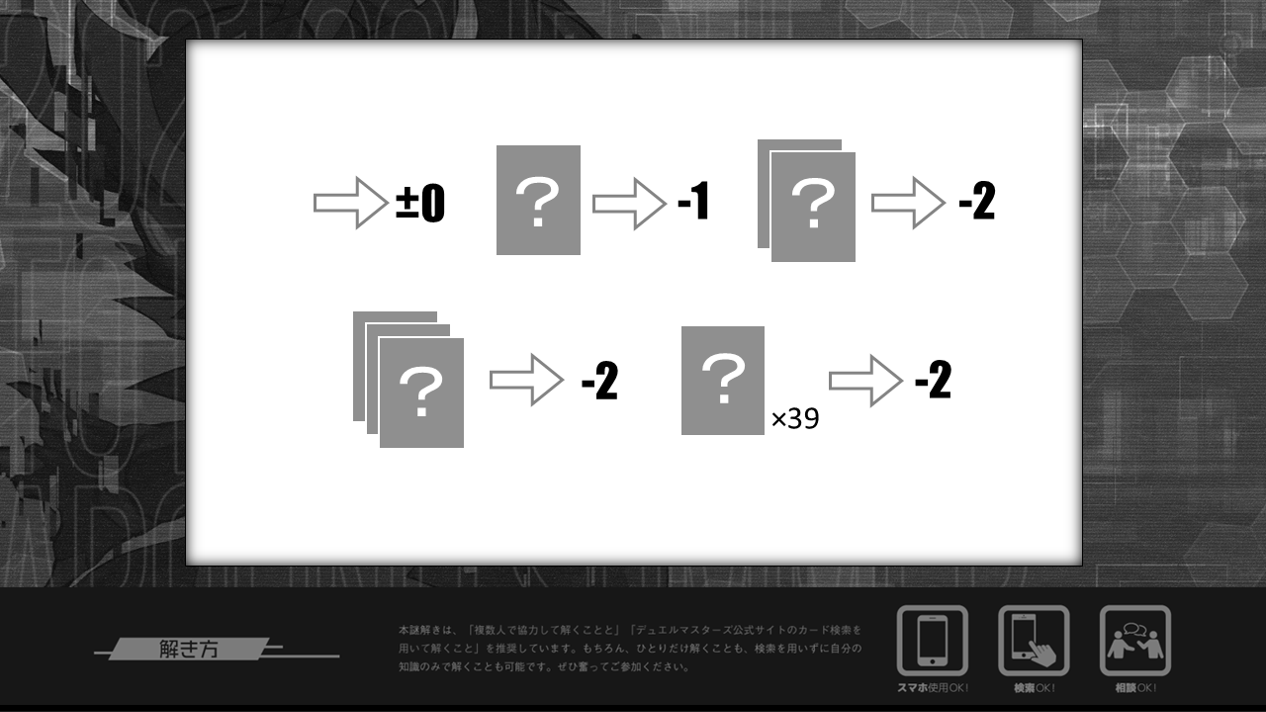 ±0
? -1
? -2
? -2
? ×39 -2
解き方
本謎解きは、「複数人で協力して解くことと」「デュエルマスターズ公式サイトのカード検索を
用いて解くこと」を推奨しています。もちろん、ひとりだけ解くことも、検索を用いずに自分の
知識のみで解くことも可能です。ぜひ奮ってご参加ください。
スマホ使用OK!
検索OK!
相談OK!